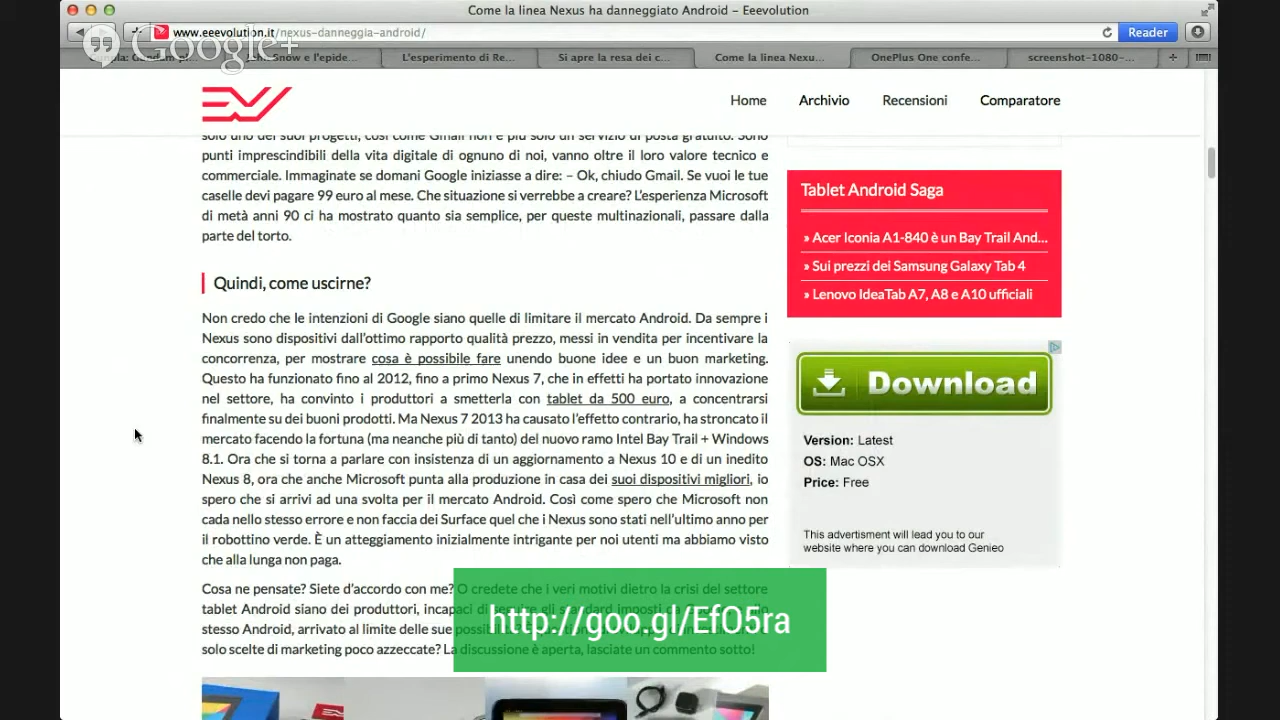 Come la linea Nexus ha danneggiato Android – Eeevolution
www.eeevolution.it/nexus-danneggia-android/
Reader
Google+
L'esperimento di Re...
Si apre la resa dei c...
Come la linea Nexu...
OnePlus One confe...
screenshot-1080-...
Home
Archivio
Recensioni
Comparatore
solo uno dei suoi progetti, così come Gmail non è più solo un servizio di posta gratuito. Sono
punti imprescindibili della vita digitale di ognuno di noi, vanno oltre il loro valore tecnico e
commerciale. Immaginate se domani Google iniziasse a dire: – Ok, chiudo Gmail. Se vuoi le tue
caselle devi pagare 99 euro al mese. Che situazione si verrebbe a creare? L'esperienza Microsoft
di metà anni 90 ci ha mostrato quanto sia semplice, per queste multinazionali, passare dalla
parte del torto.
Quindi, come uscirne?
Non credo che le intenzioni di Google siano quelle di limitare il mercato Android. Da sempre i
Nexus sono dispositivi dall'ottimo rapporto qualità prezzo, messi in vendita per incentivare la
concorrenza, per mostrare cosa è possibile fare unendo buone idee e un buon marketing.
Questo ha funzionato fino al 2012, fino a primo Nexus 7, che in effetti ha portato innovazione
nel settore, ha convinto i produttori a smetterla con tablet da 500 euro, a concentrarsi
finalmente su dei buoni prodotti. Ma Nexus 7 2013 ha causato l'effetto contrario, ha stroncato il
mercato facendo la fortuna (ma neanche più di tanto) del nuovo ramo Intel Bay Trail + Windows
8.1. Ora che si torna a parlare con insistenza di un aggiornamento a Nexus 10 e di un inedito
Nexus 8, ora che anche Microsoft punta alla produzione in casa dei suoi dispositivi migliori, io
spero che si arrivi ad una svolta per il mercato Android. Così come spero che Microsoft non
cada nello stesso errore e non faccia dei Surface quel che i Nexus sono stati nell'ultimo anno per
il robottino verde. È un atteggiamento inizialmente intrigante per noi utenti ma abbiamo visto
che alla lunga non paga.
Cosa ne pensate? Siete d'accordo con me? O credete che i veri motivi dietro la crisi del settore
tablet Android siano dei produttori, incapaci di seguire gli standard imposti da
stesso Android, arrivato al limite delle sue
solo scelte di marketing poco azzeccate? La discussione è aperta, lasciate un commento sotto!
http://goo.gl/EfO5ra
Tablet Android Saga
» Acer Iconia A1-840 è un Bay Trail And...
» Sui prezzi dei Samsung Galaxy Tab 4
» Lenovo IdeaTab A7, A8 e A10 ufficiali
Download
Version: Latest
OS: Mac OSX
Price: Free
This advertisment will lead you to our
website where you can download Genieo